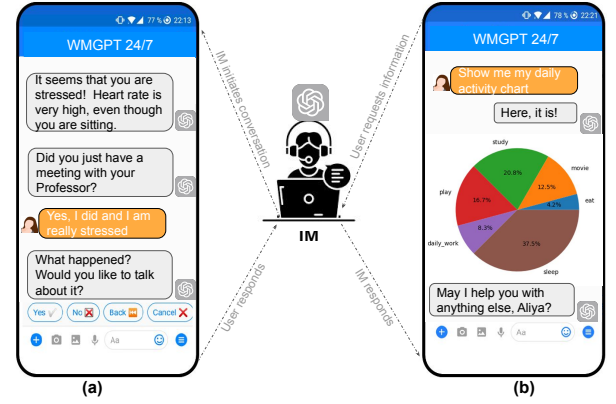 77 % 22:13
WMGPT 24/7
It seems that you are
stressed! Heart rate is
very high, even though
you are sitting.
Did you just have a
meeting with your
Professor?
Yes, I did and I am
really stressed
What happened?
Would you like to talk
about it?
Yes
No
Back
Cancel
Aa
(a)
IM initiates conversation
User responds
IM
User requests information
IM responds
78 % 22:21
WMGPT 24/7
Show me my daily
activity chart
Here, it is!
study
20.8%
movie
12.5%
play
16.7%
eat
4.2%
8.3%
daily_work
37.5%
sleep
May I help you with
anything else, Aliya?
Aa
(b)